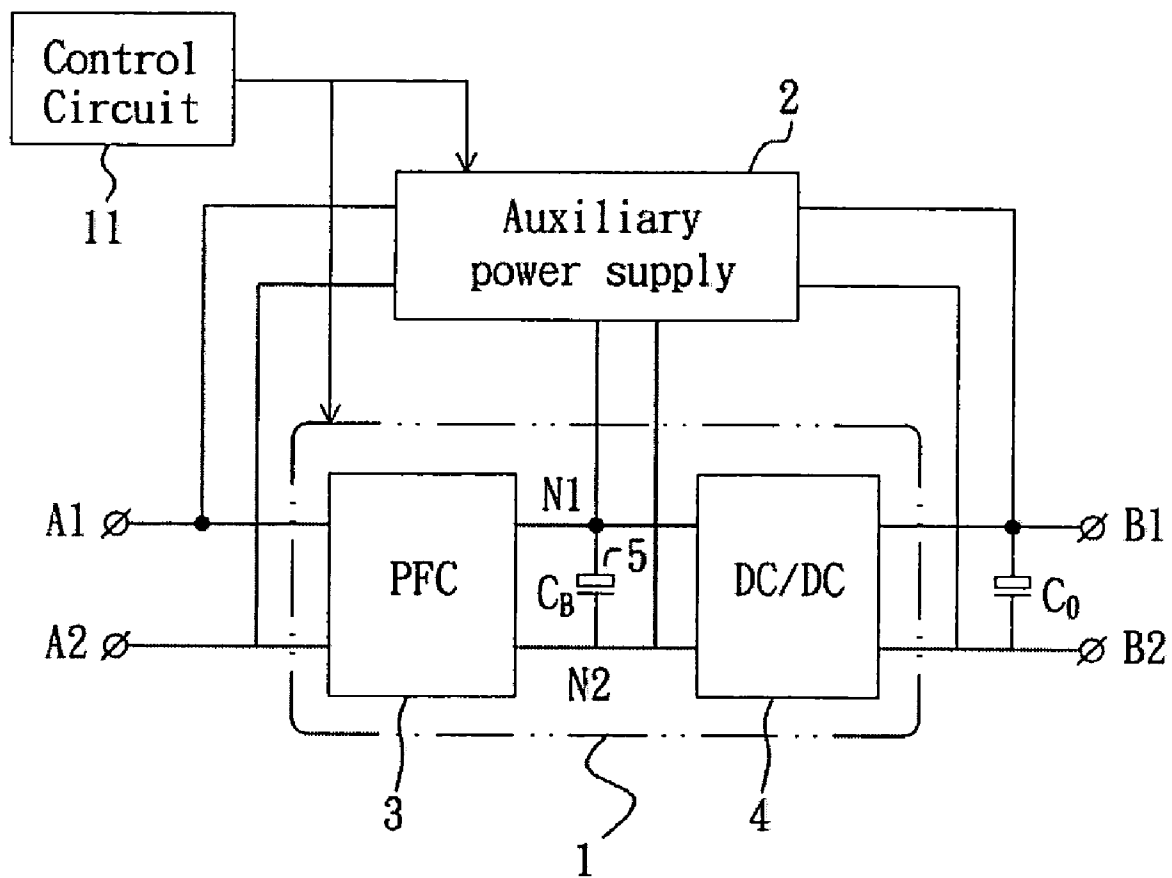 Control
Circuit
11
2
Auxiliary
power supply
A1
A2
PFC
N1
5
C_B
N2
DC/DC
B1
C_0
B2
3
4
1